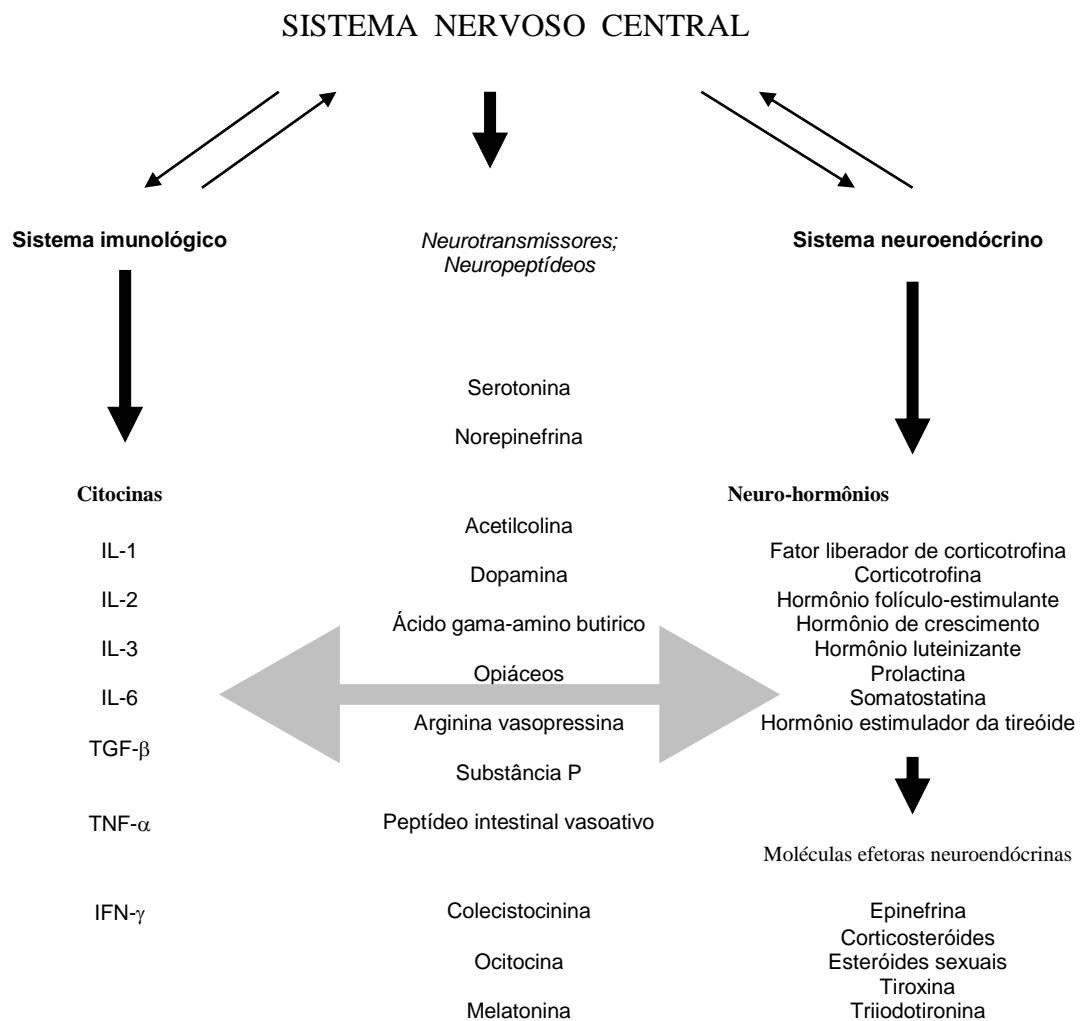 SISTEMA NERVOSO CENTRAL
Sistema imunológico
Neurotransmissores;
Neuropeptídeos
Sistema neuroendócrino
Serotonina
Norepinefrina
Acetilcolina
Dopamina
Ácido gama-amino butirico
Opiáceos
Arginina vasopressina
Substância P
Peptídeo intestinal vasoativo
Colecistocinina
Ocitocina
Melatonina
Citocinas
IL-1
IL-2
IL-3
IL-6
TGF-β
TNF-α
IFN-γ
Neuro-hormônios
Fator liberador de corticotrofina
Corticotrofina
Hormônio folículo-estimulante
Hormônio de crescimento
Hormônio luteinizante
Prolactina
Somatostatina
Hormônio estimulador da tireóide
Moléculas efetoras neuroendócrinas
Epinefrina
Corticosteróides
Esteróides sexuais
Tiroxina
Triiodotironina